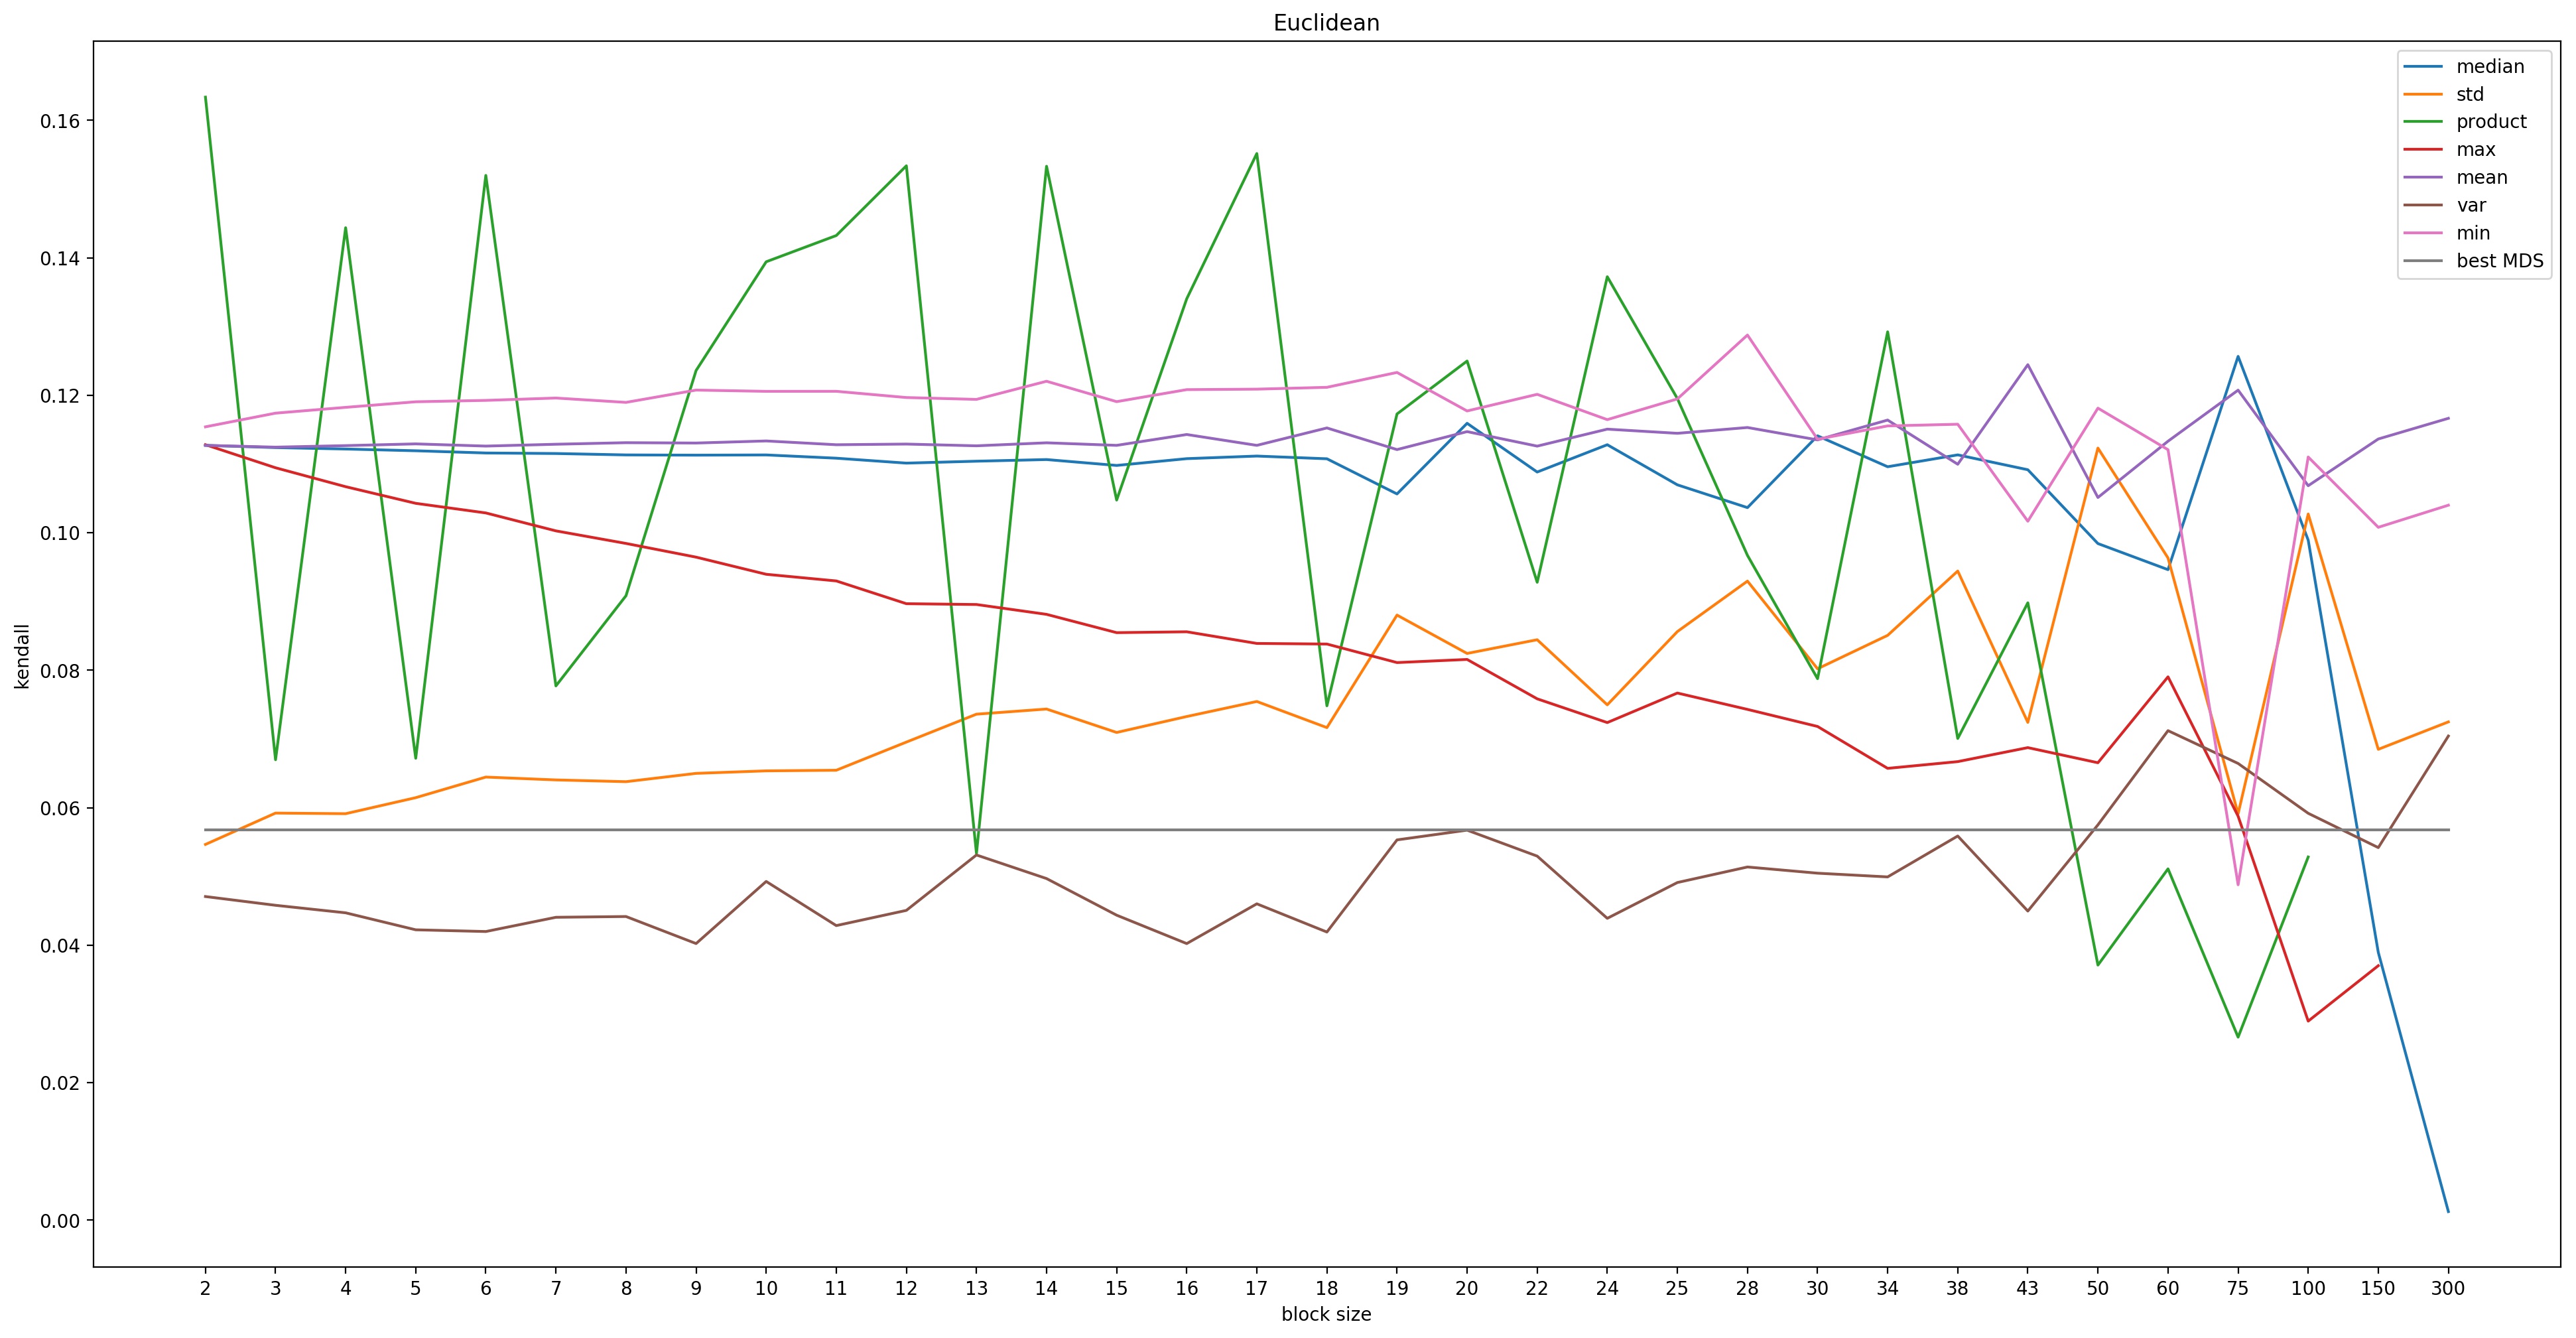 Euclidean
median
std
product
max
mean
var
min
best MDS
kendall
0.16
0.14
0.12
0.10
0.08
0.06
0.04
0.02
0.00
2 3 4 5 6 7 8 9 10 11 12 13 14 15 16 17 18 19 20 22 24 25 28 30 34 38 43 50 60 75 100 150 300
block size